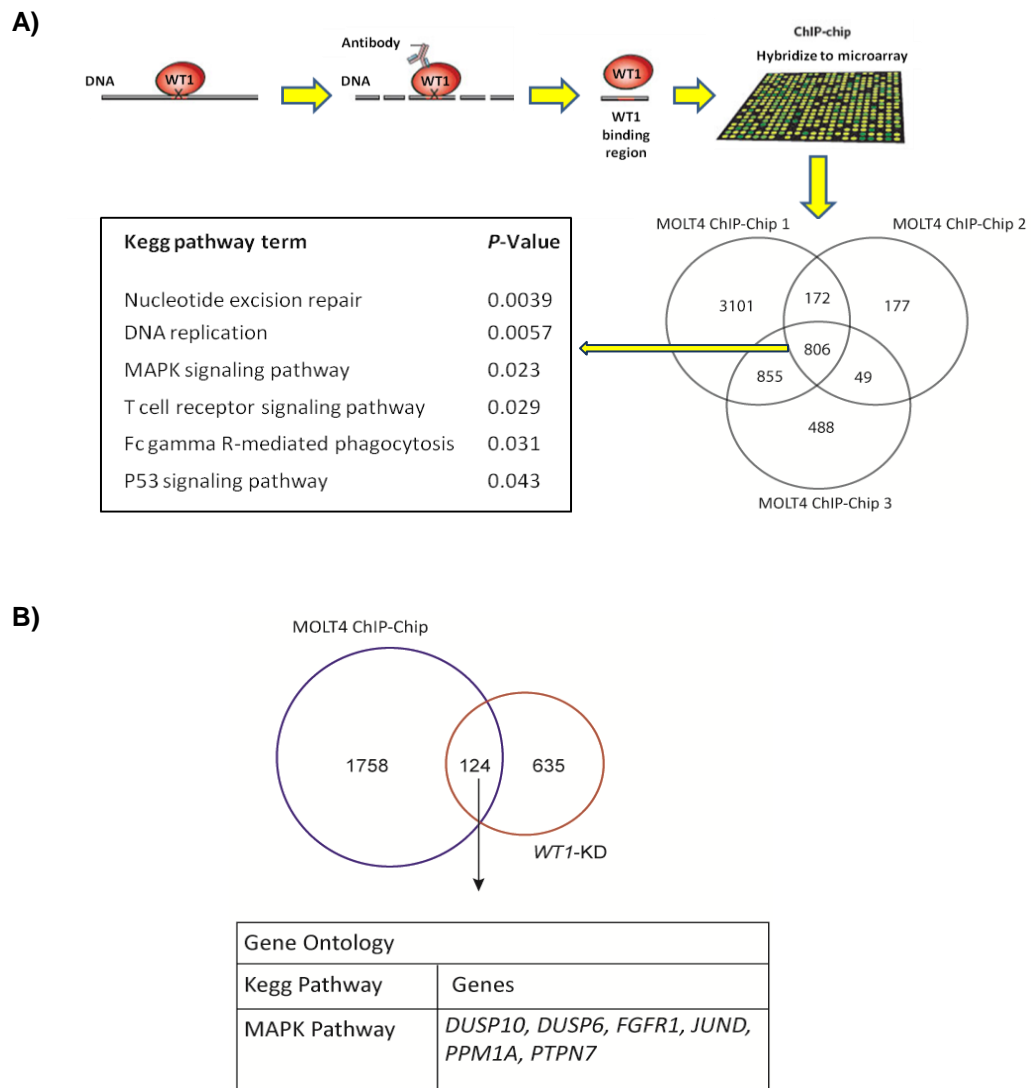 A)
DNA
WT1
Antibody
DNA
WT1
WT1
WT1
binding
region
ChIP-chip
Hybridize to microarray
Kegg pathway term P-Value
Nucleotide excision repair 0.0039
DNA replication 0.0057
MAPK signaling pathway 0.023
T cell receptor signaling pathway 0.029
Fc gamma R-mediated phagocytosis 0.031
P53 signaling pathway 0.043
MOLT4 ChIP-Chip 1
MOLT4 ChIP-Chip 2
3101
172
177
806
855
49
488
MOLT4 ChIP-Chip 3
B)
MOLT4 ChIP-Chip
1758
124
635
WT1-KD
Gene Ontology
Kegg Pathway Genes
MAPK Pathway DUSP10, DUSP6, FGFR1, JUND,
PPM1A, PTPN7